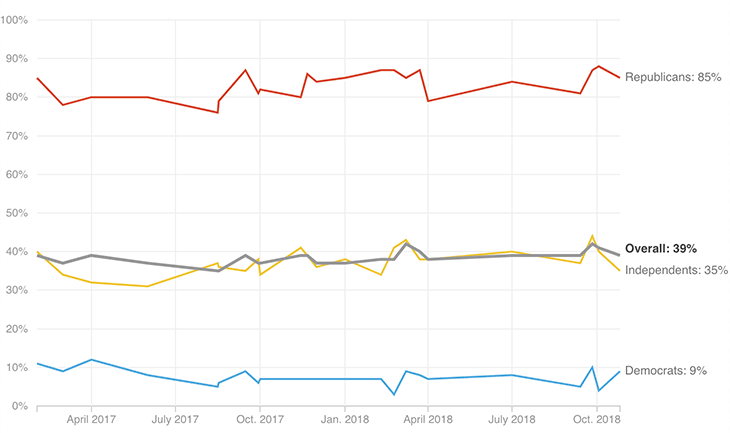 100%
90%
80%
70%
60%
50%
40%
30%
20%
10%
0%
Republicans: 85%
Overall: 39%
Independents: 35%
Democrats: 9%
April 2017 July 2017 Oct. 2017 Jan. 2018 April 2018 July 2018 Oct. 2018